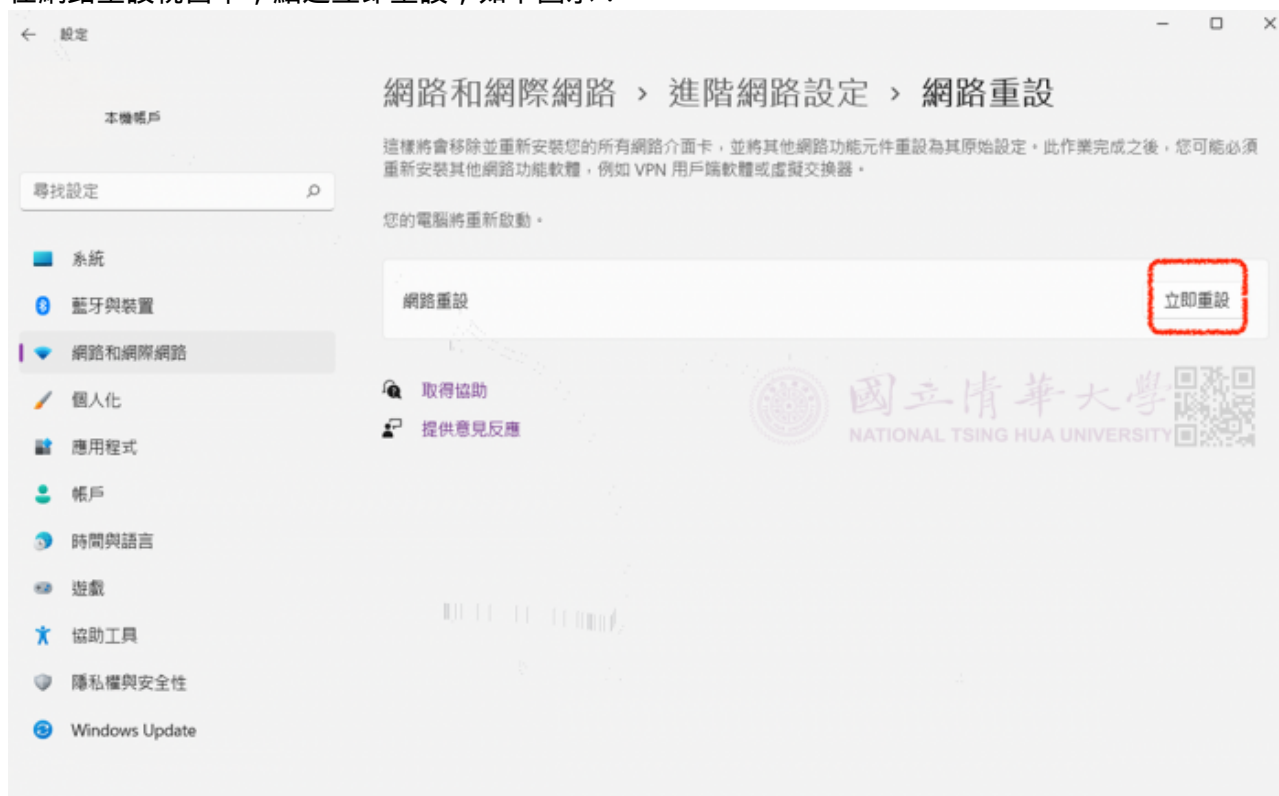 在網路重設視窗中，點選立即重設，如下圖示：
← 設定
本機帳戶
尋找設定
系統
藍牙與裝置
網路和網際網路
個人化
應用程式
帳戶
時間與語言
遊戲
協助工具
隱私權與安全性
Windows Update
網路和網際網路 › 進階網路設定 › 網路重設
這樣將會移除並重新安裝您的所有網路介面卡，並將其他網路功能元件重設為其原始設定。此作業完成之後，您可能必須
重新安裝其他網路功能軟體，例如 VPN 用戶端軟體或虛擬交換器。
您的電腦將重新啟動。
網路重設
立即重設
取得協助
提供意見反應
國立清華大學
NATIONAL TSING HUA UNIVERSITY